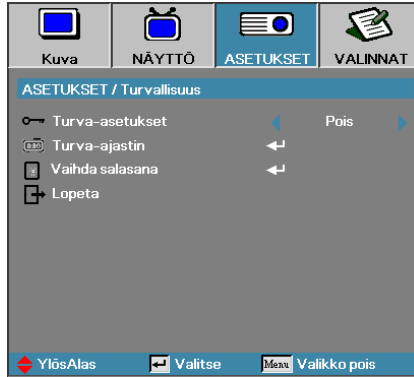 Kuva NÄYTTÖ ASETUKSET VALINNAT
ASETUKSET / Turvallisuus
Turva-asetukset Pois
Turva-ajastin
Vaihda salasana
Lopeta
YlösAlas Valitse Menu Valikko pois